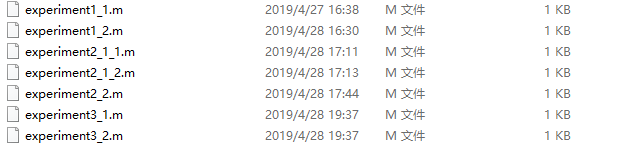 experiment1_1.m 2019/4/27 16:38 M 文件 1 KB
experiment1_2.m 2019/4/28 16:30 M 文件 1 KB
experiment2_1_1.m 2019/4/28 17:11 M 文件 1 KB
experiment2_1_2.m 2019/4/28 17:13 M 文件 1 KB
experiment2_2.m 2019/4/28 17:44 M 文件 1 KB
experiment3_1.m 2019/4/28 19:37 M 文件 1 KB
experiment3_2.m 2019/4/28 19:37 M 文件 1 KB